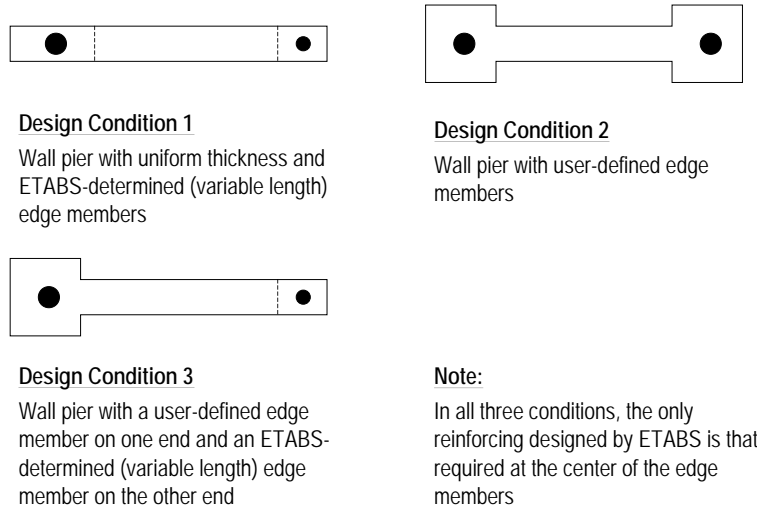 Design Condition 1
Wall pier with uniform thickness and
ETABS-determined (variable length)
edge members
Design Condition 2
Wall pier with user-defined edge
members
Design Condition 3
Wall pier with a user-defined edge
member on one end and an ETABS-
determined (variable length) edge
member on the other end
Note:
In all three conditions, the only
reinforcing designed by ETABS is that
required at the center of the edge
members